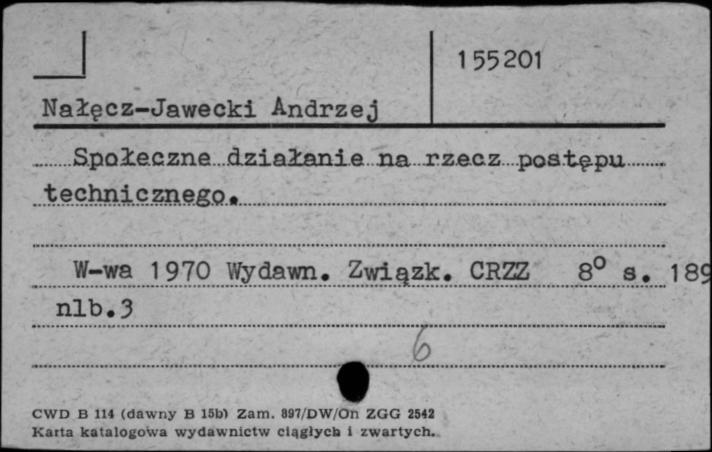 155201
Nałęcz-Jawecki Andrzej
Społeczne działanie na rzecz postępu
technicznego.
W-wa 1970 Wydawn. Związk. CRZZ 8° s. 189
nlb.3
6
CWD B 114 (dawny B 15b) Zam. 897/DW/On ZGG 2542
Karta katalogowa wydawnictw ciągłych i zwartych.